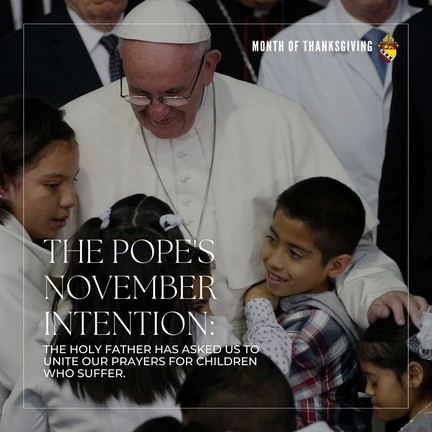 MONTH OF THANKSGIVING
THE POPE'S
NOVEMBER
INTENTION:
THE HOLY FATHER HAS ASKED US TO
UNITE OUR PRAYERS FOR CHILDREN
WHO SUFFER.